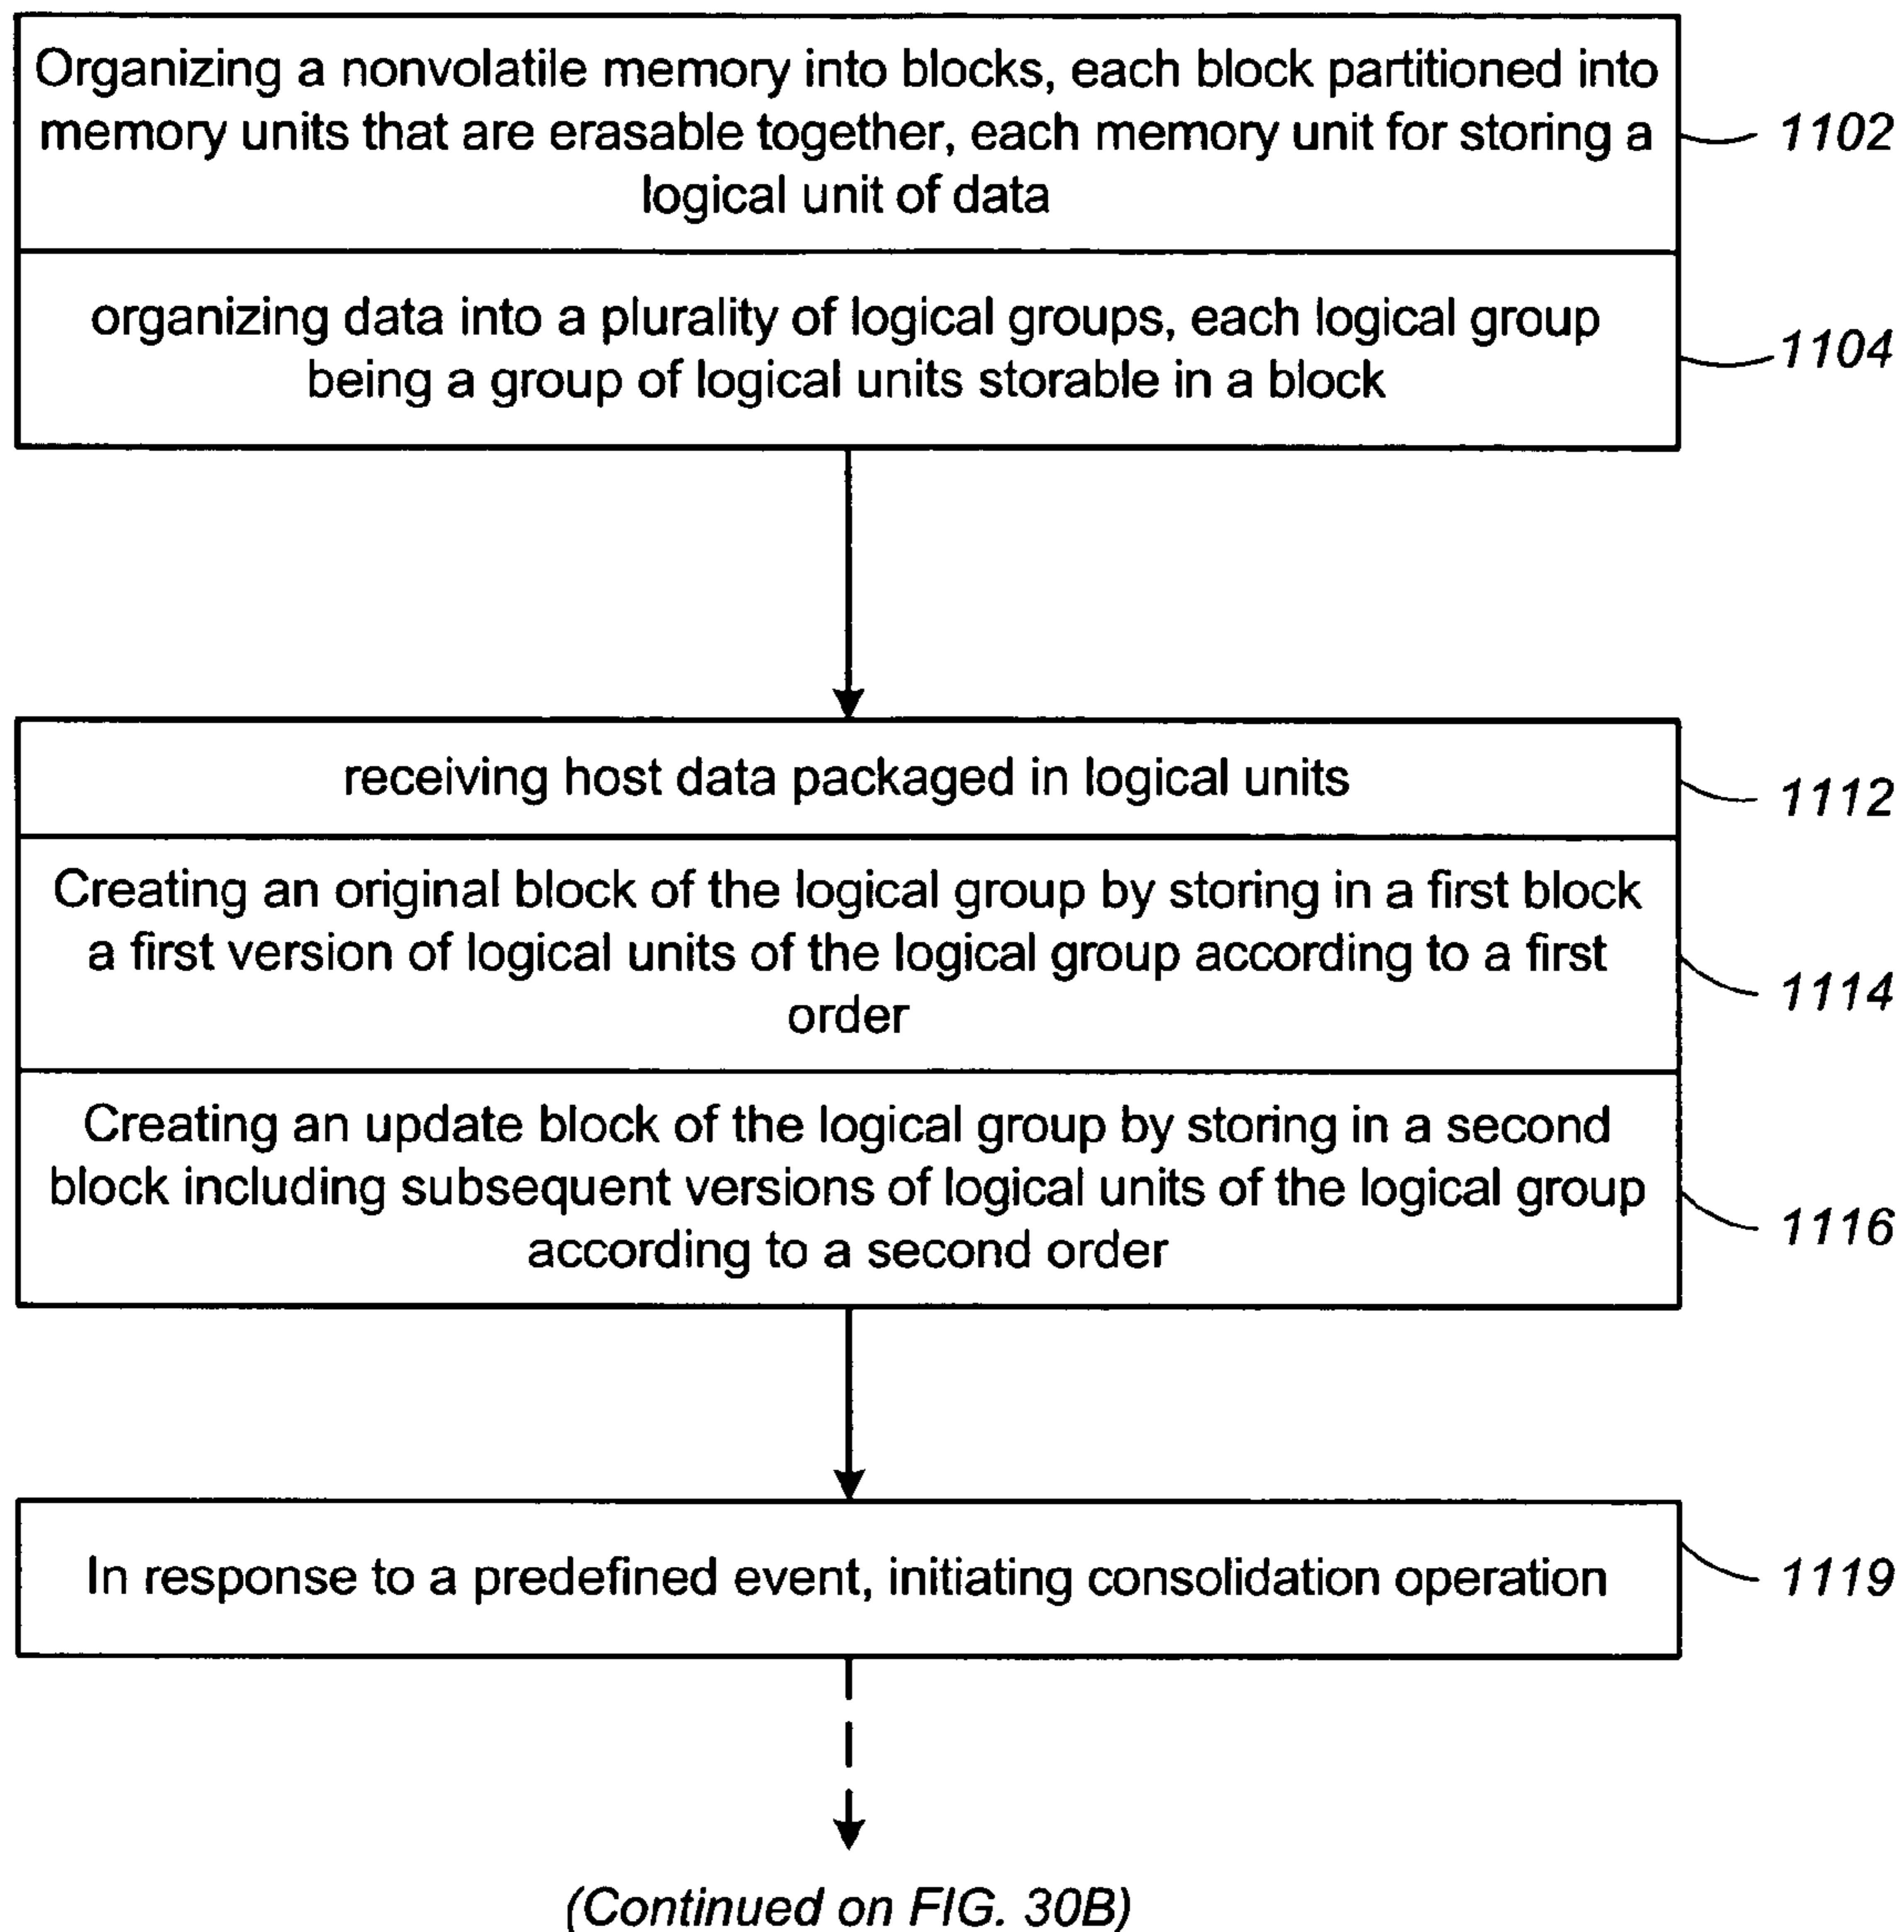 Organizing a nonvolatile memory into blocks, each block partitioned into
memory units that are erasable together, each memory unit for storing a
logical unit of data
1102
organizing data into a plurality of logical groups, each logical group
being a group of logical units storable in a block
1104
receiving host data packaged in logical units
1112
Creating an original block of the logical group by storing in a first block
a first version of logical units of the logical group according to a first
order
1114
Creating an update block of the logical group by storing in a second
block including subsequent versions of logical units of the logical group
according to a second order
1116
In response to a predefined event, initiating consolidation operation
1119
(Continued on FIG. 30B)